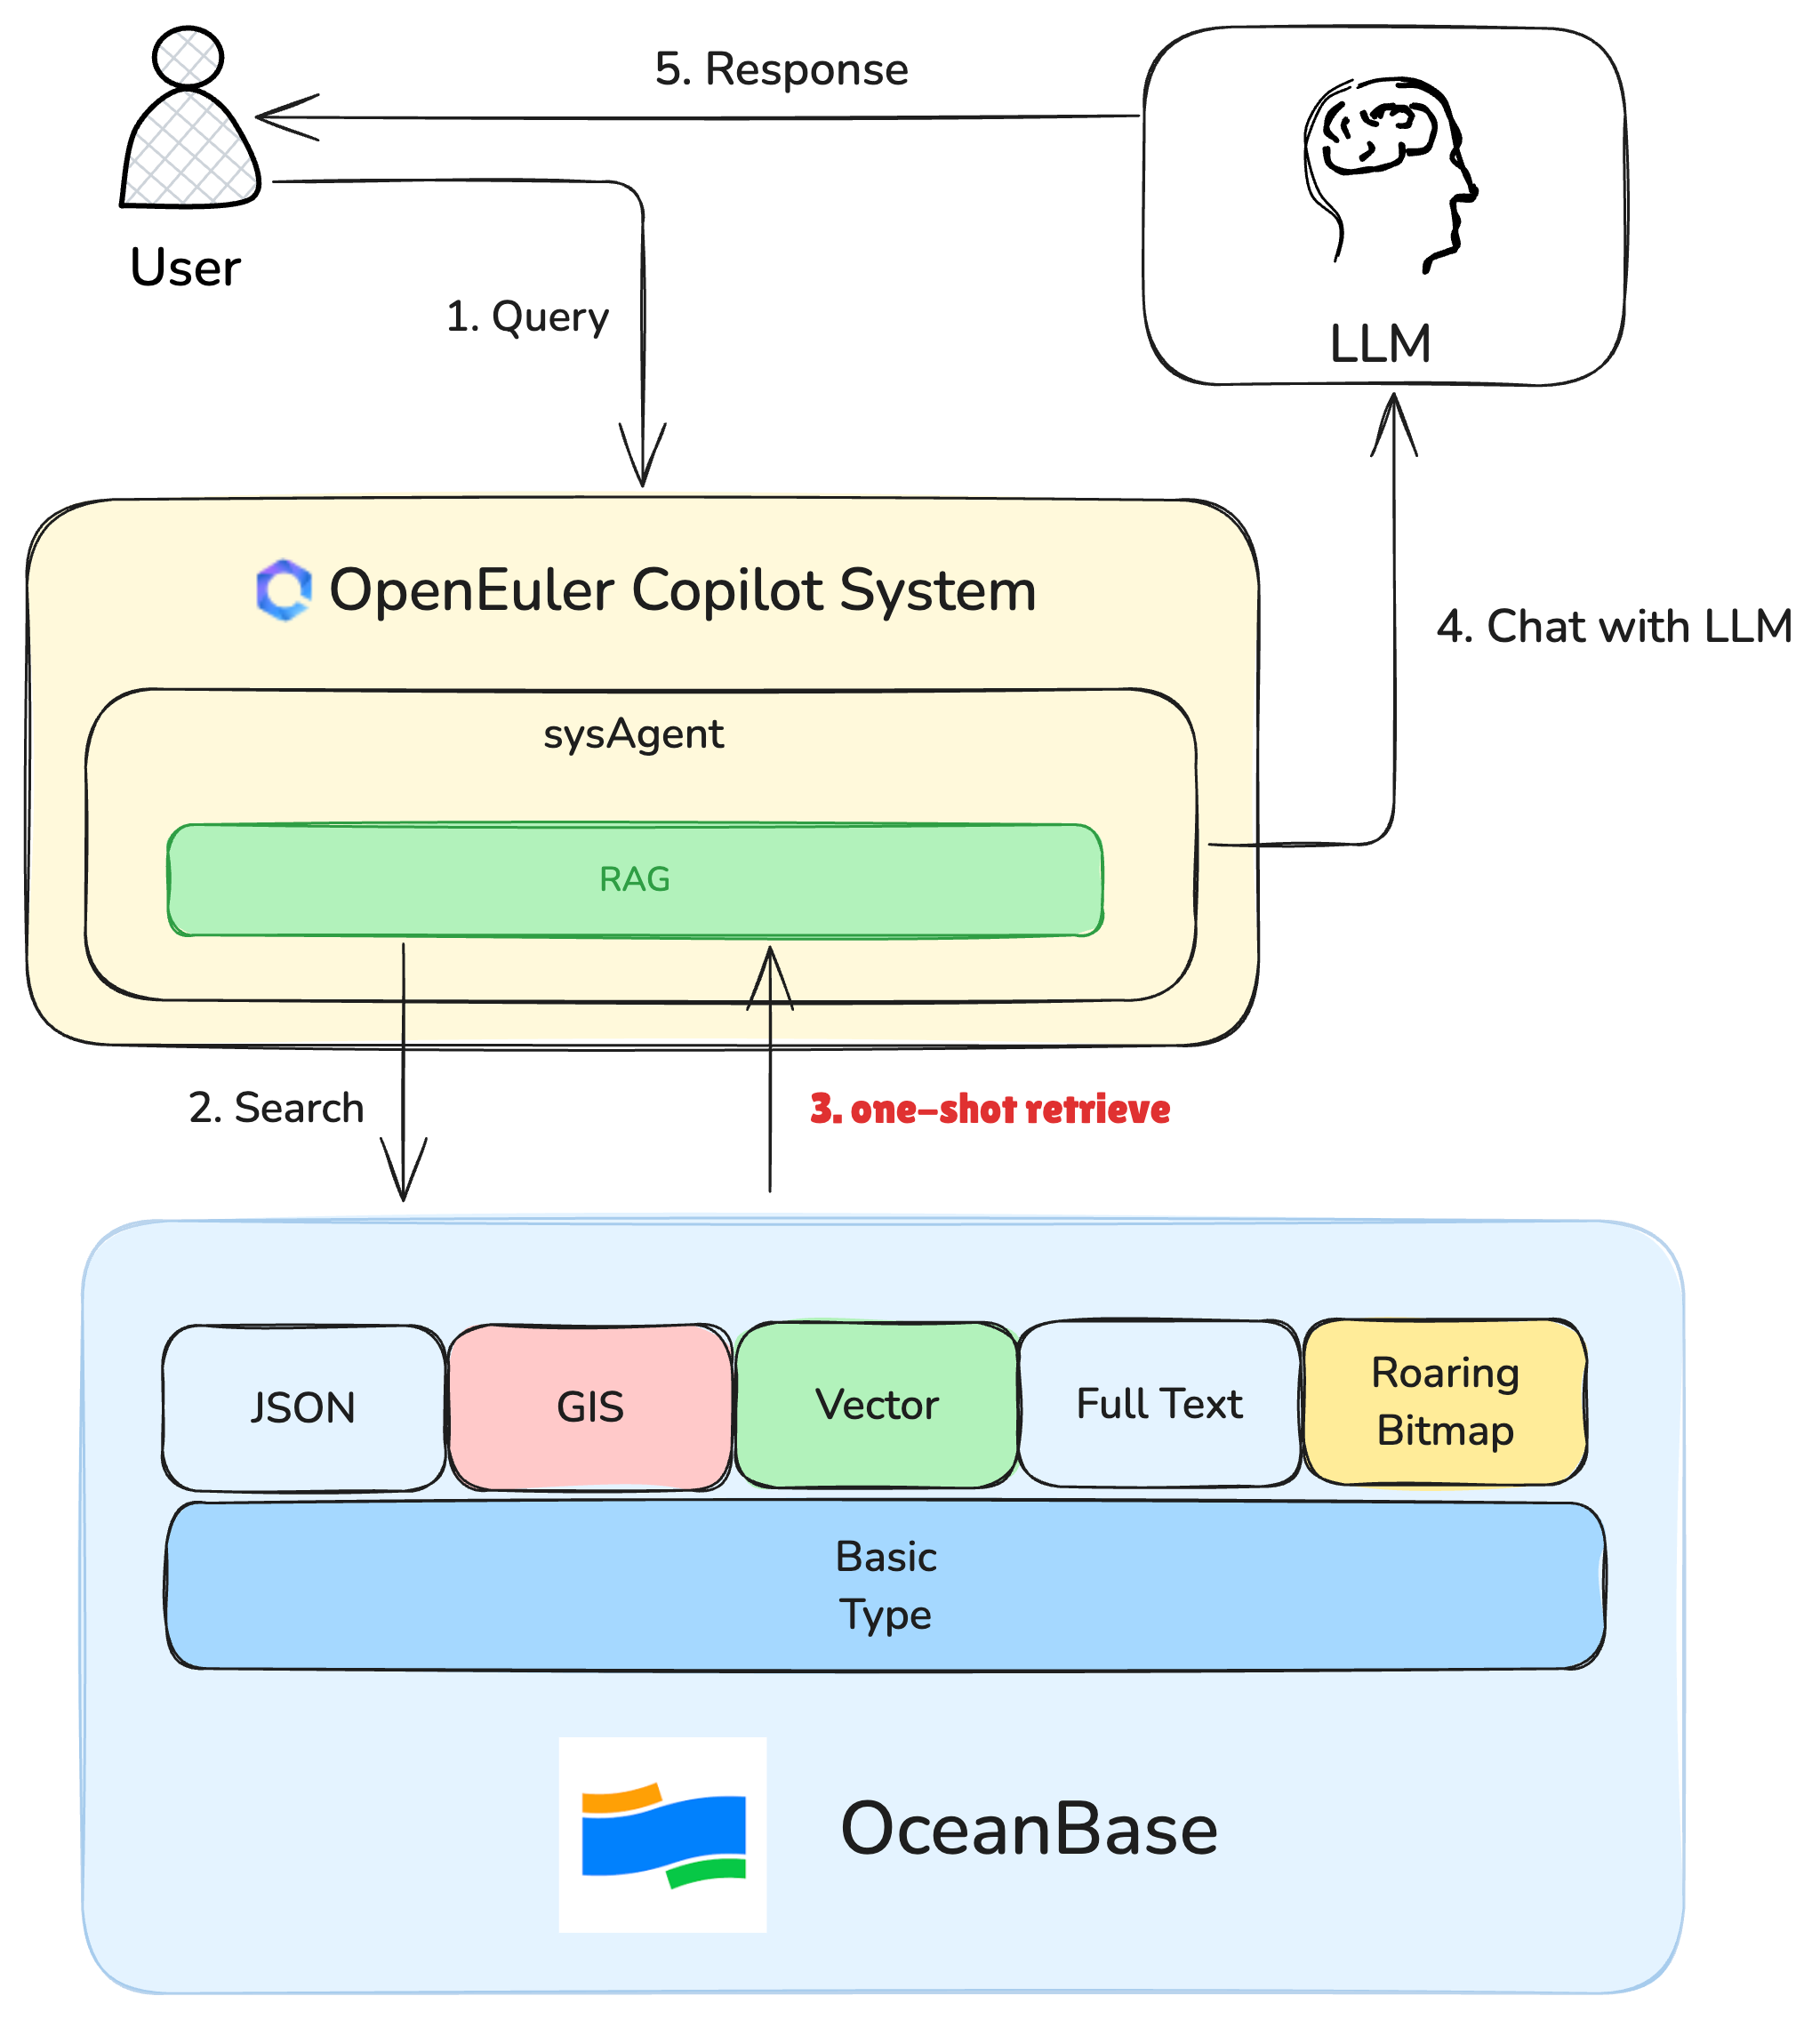 5. Response
User
1. Query
LLM
OpenEuler Copilot System
4. Chat with LLM
sysAgent
RAG
2. Search
3. one-shot retrieve
JSON
GIS
Vector
Full Text
Roaring
Bitmap
Basic
Type
OceanBase